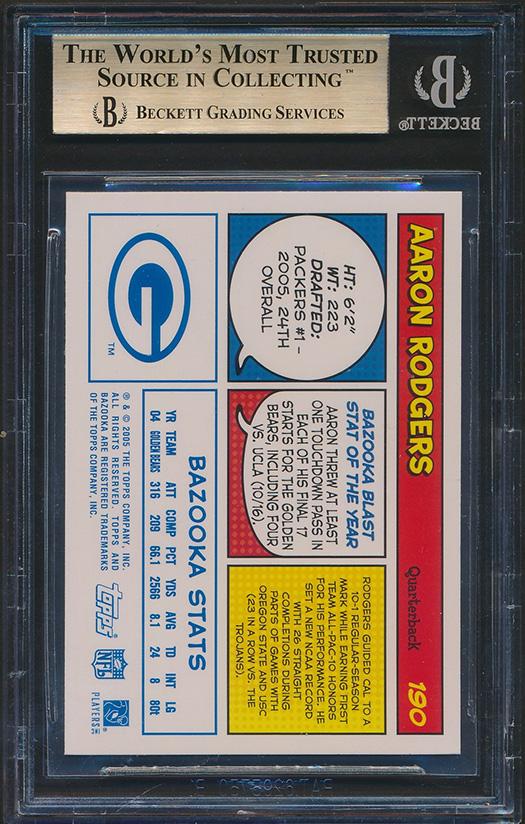 THE WORLD'S MOST TRUSTED
SOURCE IN COLLECTING™
B BECKETT GRADING SERVICES
B
BECKETT®
AARON RODGERS
Quarterback
190
HT: 6'2"
WT: 223
DRAFTED:
PACKERS #1 -
2005, 24TH
OVERALL
BAZOOKA BLAST
STAT OF THE YEAR
AARON THREW AT LEAST
ONE TOUCHDOWN PASS IN
EACH OF HIS FINAL 17
STARTS FOR THE GOLDEN
BEARS, INCLUDING FOUR
VS. UCLA (10/16).
RODGERS GUIDED CAL TO A
10-1 REGULAR-SEASON
MARK WHILE EARNING FIRST
TEAM ALL-PAC-10 HONORS
FOR HIS PERFORMANCE. HE
SET A NEW NCAA RECORD
WITH 26 STRAIGHT
COMPLETIONS DURING
PARTS OF GAMES WITH
OREGON STATE AND USC
(23 IN A ROW VS. THE
TROJANS).
G
TM
BAZOOKA STATS
YR TEAM ATT COMP PCT YDS AVG TD INT LG
04 GOLDEN BEARS 316 209 66.1 2566 8.1 24 8 80t
® & © 2005 THE TOPPS COMPANY, INC.
ALL RIGHTS RESERVED. TOPPS AND
BAZOOKA ARE REGISTERED TRADEMARKS
OF THE TOPPS COMPANY, INC.
topps®
NFL
PLAYERS